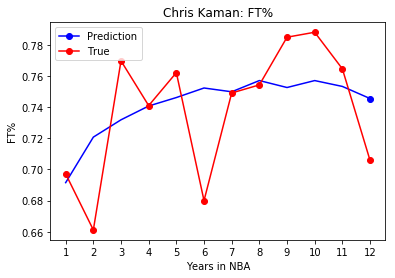 Chris Kaman: FT%
Prediction
True
FT%
0.78
0.76
0.74
0.72
0.70
0.68
0.66
1 2 3 4 5 6 7 8 9 10 11 12
Years in NBA